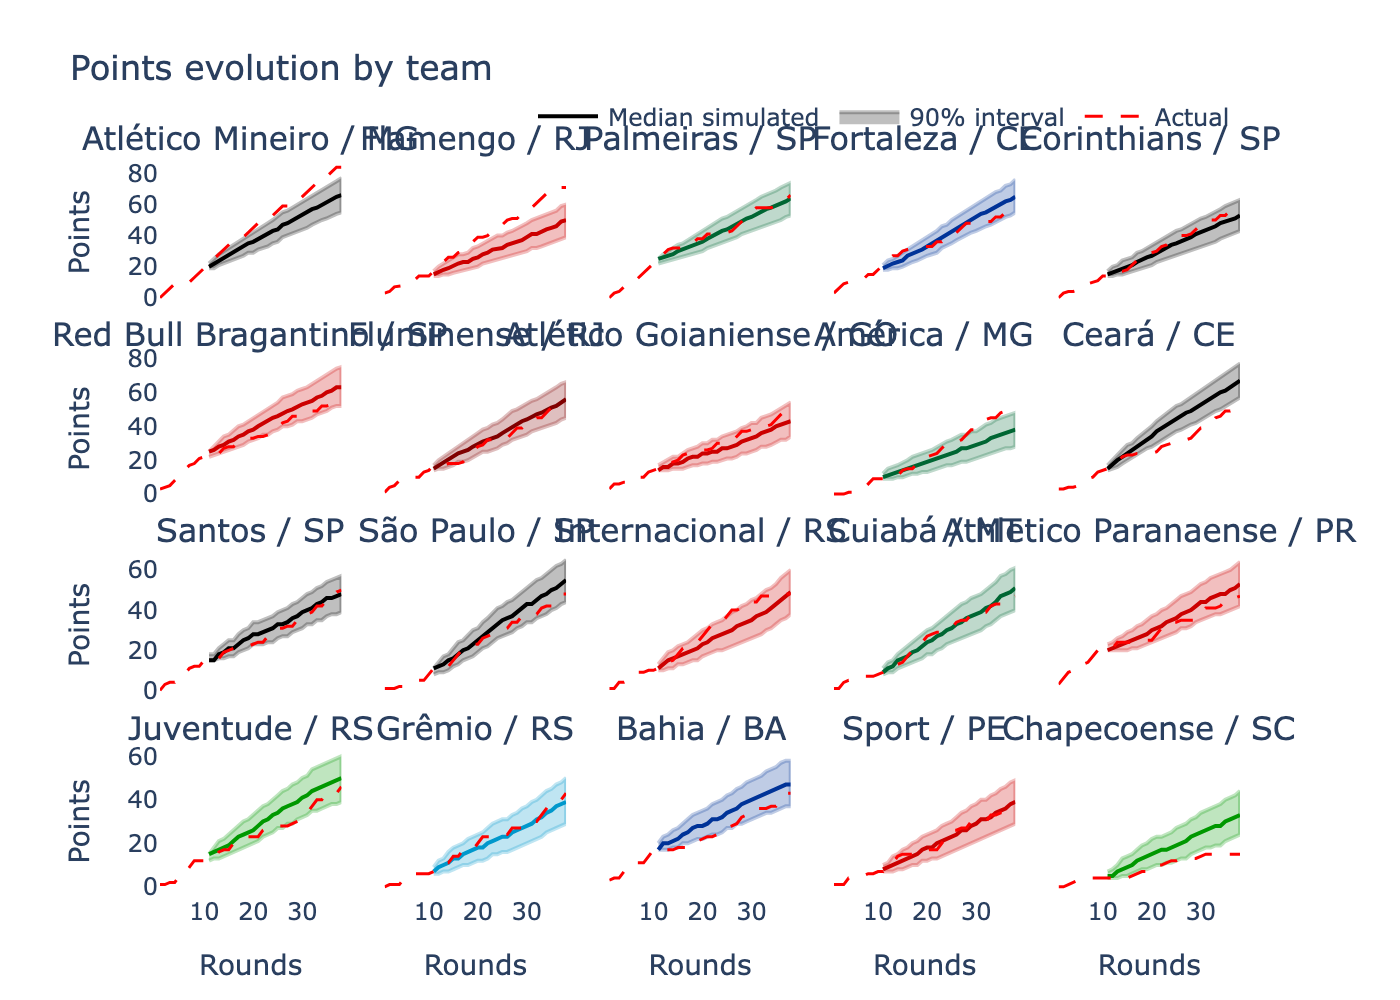 Points evolution by team
Median simulated 90% interval Actual
Atlético Mineiro / MG Flamengo / RJ Palmeiras / SP Fortaleza / CE Corinthians / SP
80
60
40
20
0
Points
Red Bull Bragantino / SP Fluminense / RJ Atlético Goianiense / GO América / MG Ceará / CE
80
60
40
20
0
Points
Santos / SP São Paulo / SP Internacional / RS Cuiabá / MT Athletico Paranaense / PR
60
40
20
0
Points
Juventude / RS Grêmio / RS Bahia / BA Sport / PE Chapecoense / SC
60
40
20
0
Points
10 20 30 10 20 30 10 20 30 10 20 30 10 20 30
Rounds Rounds Rounds Rounds Rounds